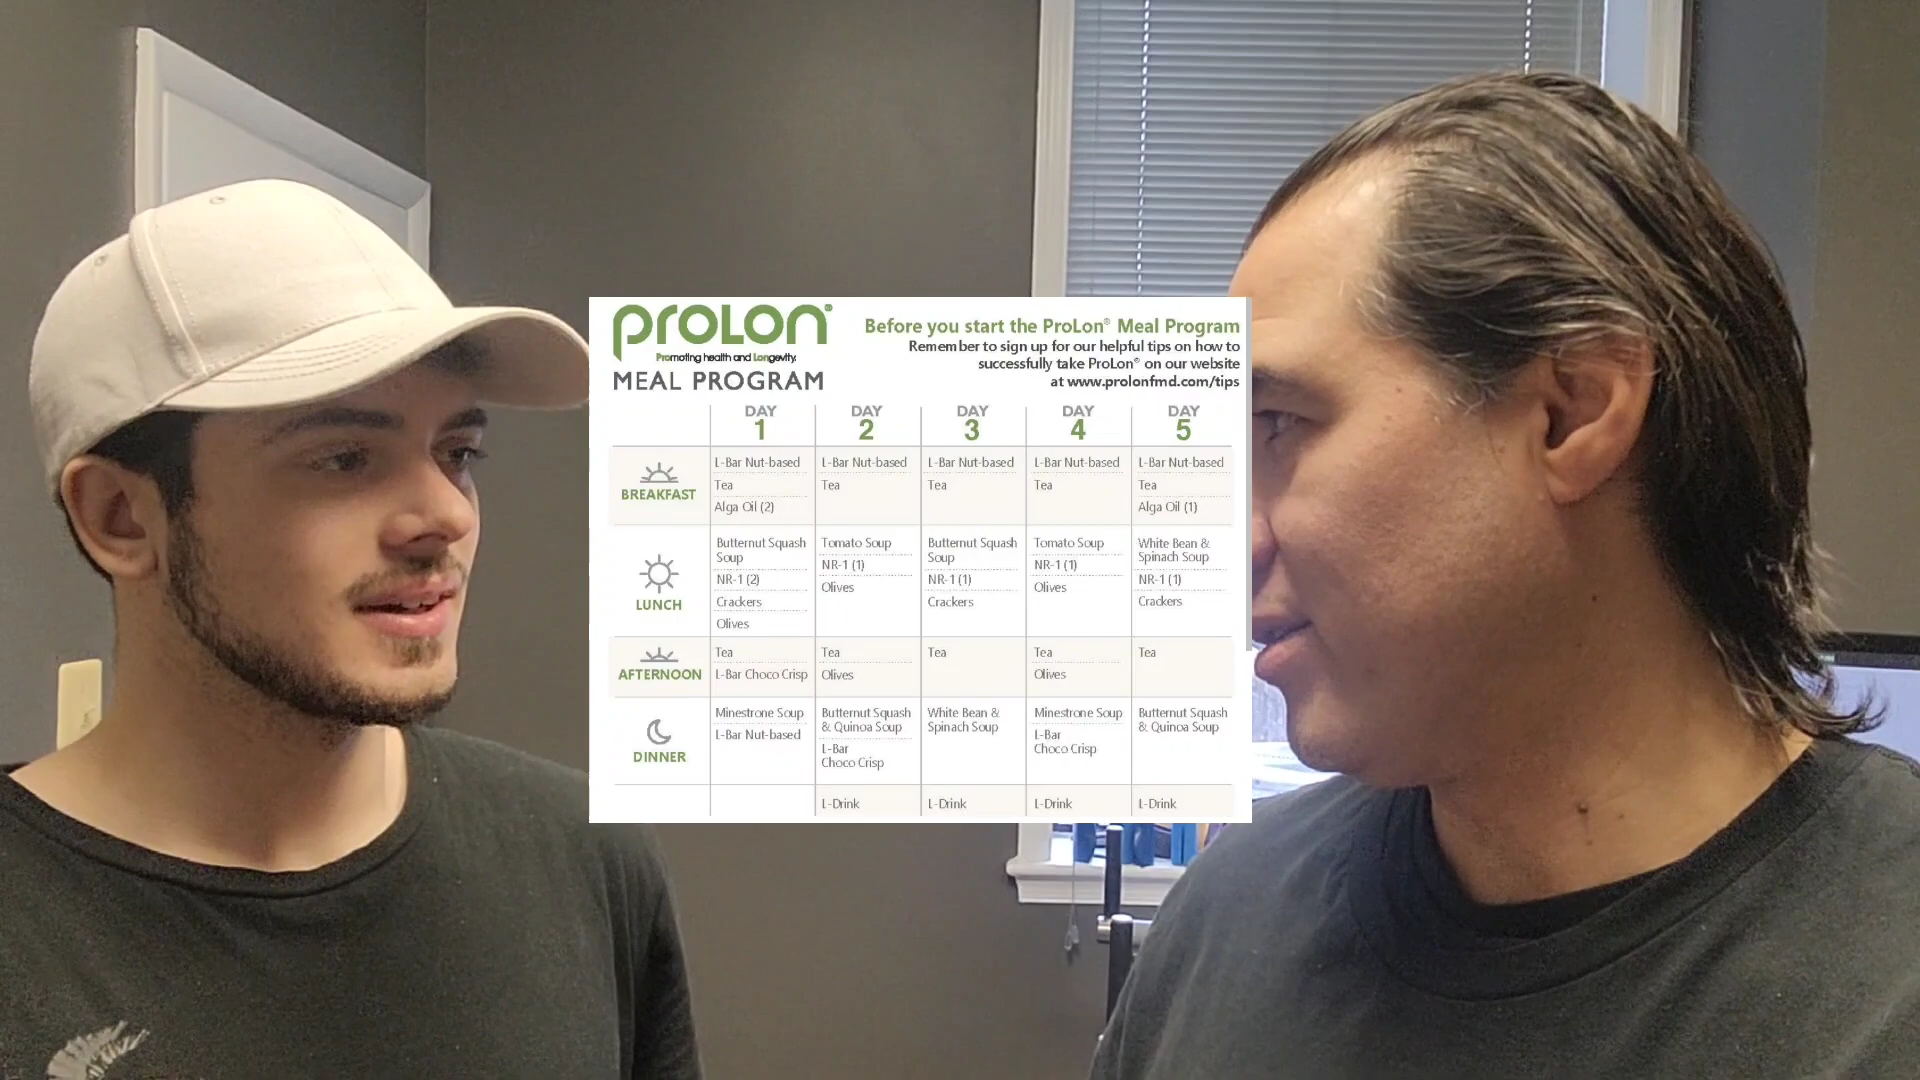 PROLON®
Promoting health and Longevity.
MEAL PROGRAM
Before you start the ProLon® Meal Program
Remember to sign up for our helpful tips on how to
successfully take ProLon® on our website
at www.prolonfmd.com/tips
DAY 1
DAY 2
DAY 3
DAY 4
DAY 5
BREAKFAST
L-Bar Nut-based
Tea
Alga Oil (2)
L-Bar Nut-based
Tea
L-Bar Nut-based
Tea
L-Bar Nut-based
Tea
L-Bar Nut-based
Tea
Alga Oil (1)
LUNCH
Butternut Squash
Soup
NR-1 (2)
Crackers
Olives
Tomato Soup
NR-1 (1)
Olives
Butternut Squash
Soup
NR-1 (1)
Crackers
Tomato Soup
NR-1 (1)
Olives
White Bean &
Spinach Soup
NR-1 (1)
Crackers
AFTERNOON
Tea
L-Bar Choco Crisp
Tea
Olives
Tea
Tea
Olives
Tea
DINNER
Minestrone Soup
L-Bar Nut-based
Butternut Squash
& Quinoa Soup
L-Bar
Choco Crisp
White Bean &
Spinach Soup
Minestrone Soup
L-Bar
Choco Crisp
Butternut Squash
& Quinoa Soup
L-Drink
L-Drink
L-Drink
L-Drink